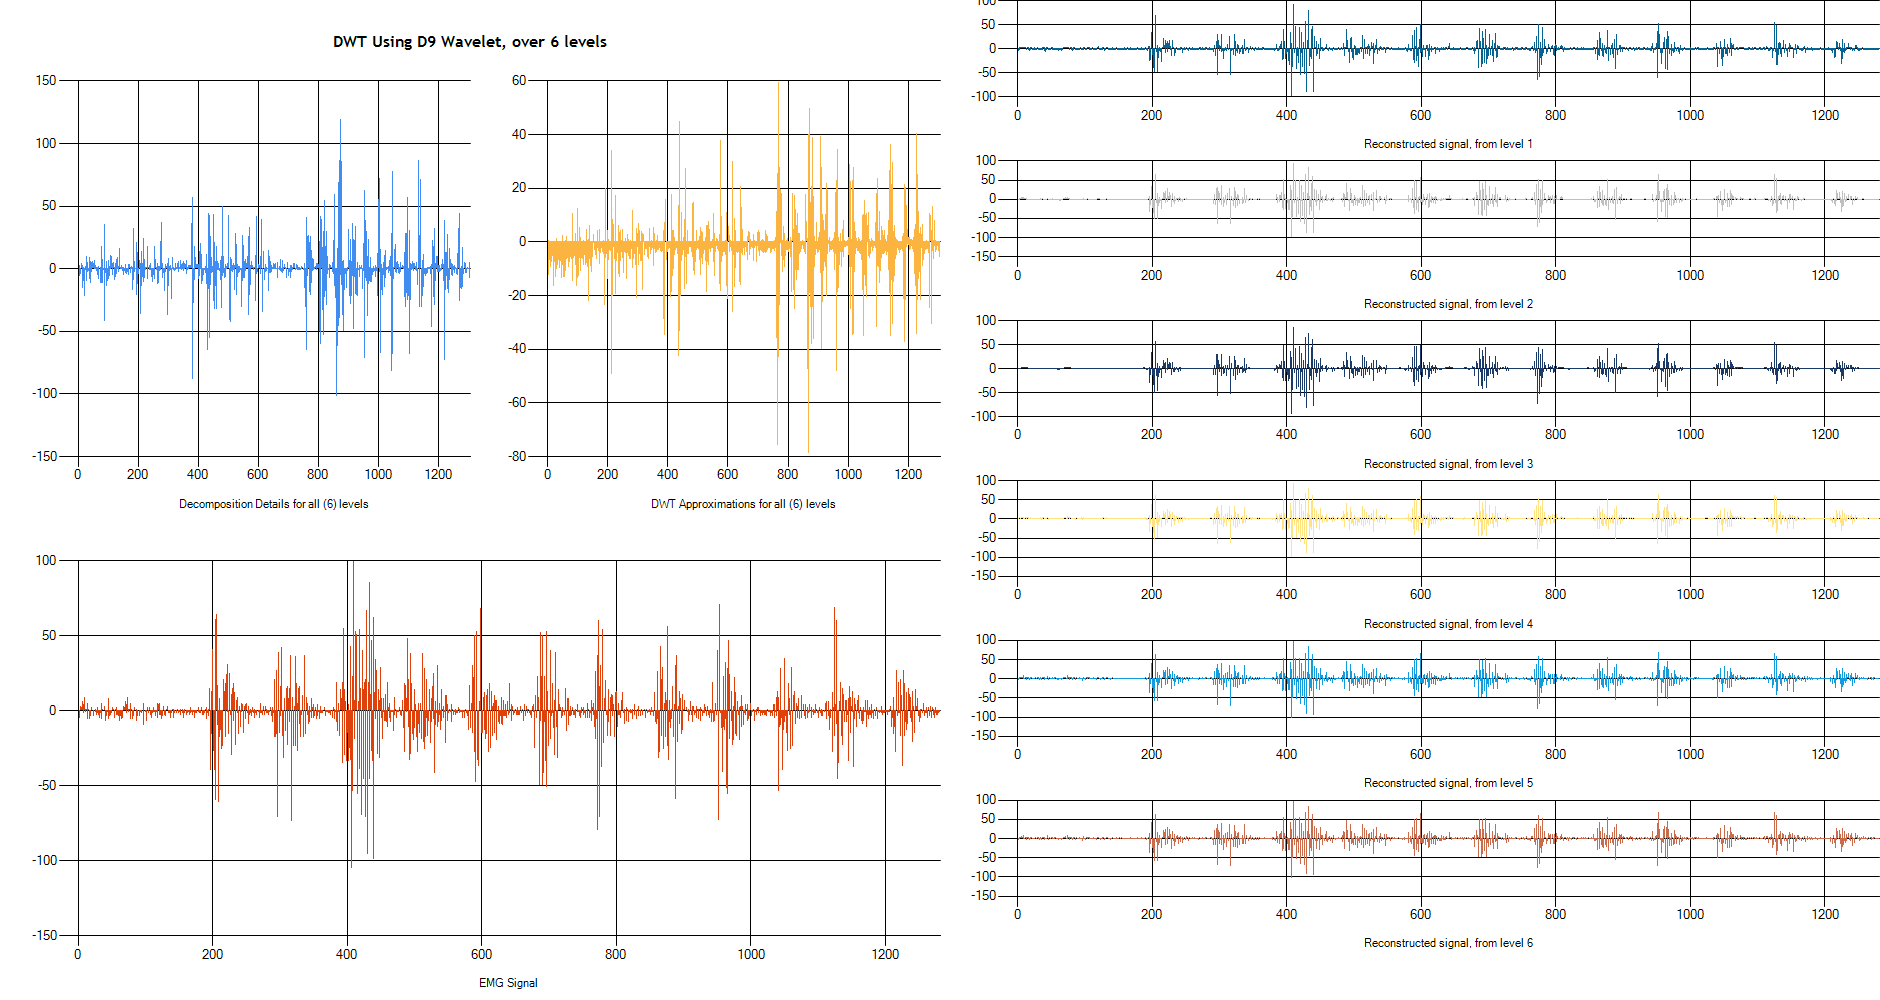 DWT Using D9 Wavelet, over 6 levels
150
100
50
0
-50
-100
-150
0 200 400 600 800 1000 1200
Decomposition Details for all (6) levels
60
40
20
0
-20
-40
-60
-80
0 200 400 600 800 1000 1200
DWT Approximations for all (6) levels
100
50
0
-50
-100
-150
0 200 400 600 800 1000 1200
EMG Signal
100
50
0
-50
-100
0 200 400 600 800 1000 1200
Reconstructed signal, from level 1
100
50
0
-50
-100
-150
0 200 400 600 800 1000 1200
Reconstructed signal, from level 2
100
50
0
-50
-100
0 200 400 600 800 1000 1200
Reconstructed signal, from level 3
100
50
0
-50
-100
-150
0 200 400 600 800 1000 1200
Reconstructed signal, from level 4
100
50
0
-50
-100
-150
0 200 400 600 800 1000 1200
Reconstructed signal, from level 5
100
50
0
-50
-100
-150
0 200 400 600 800 1000 1200
Reconstructed signal, from level 6